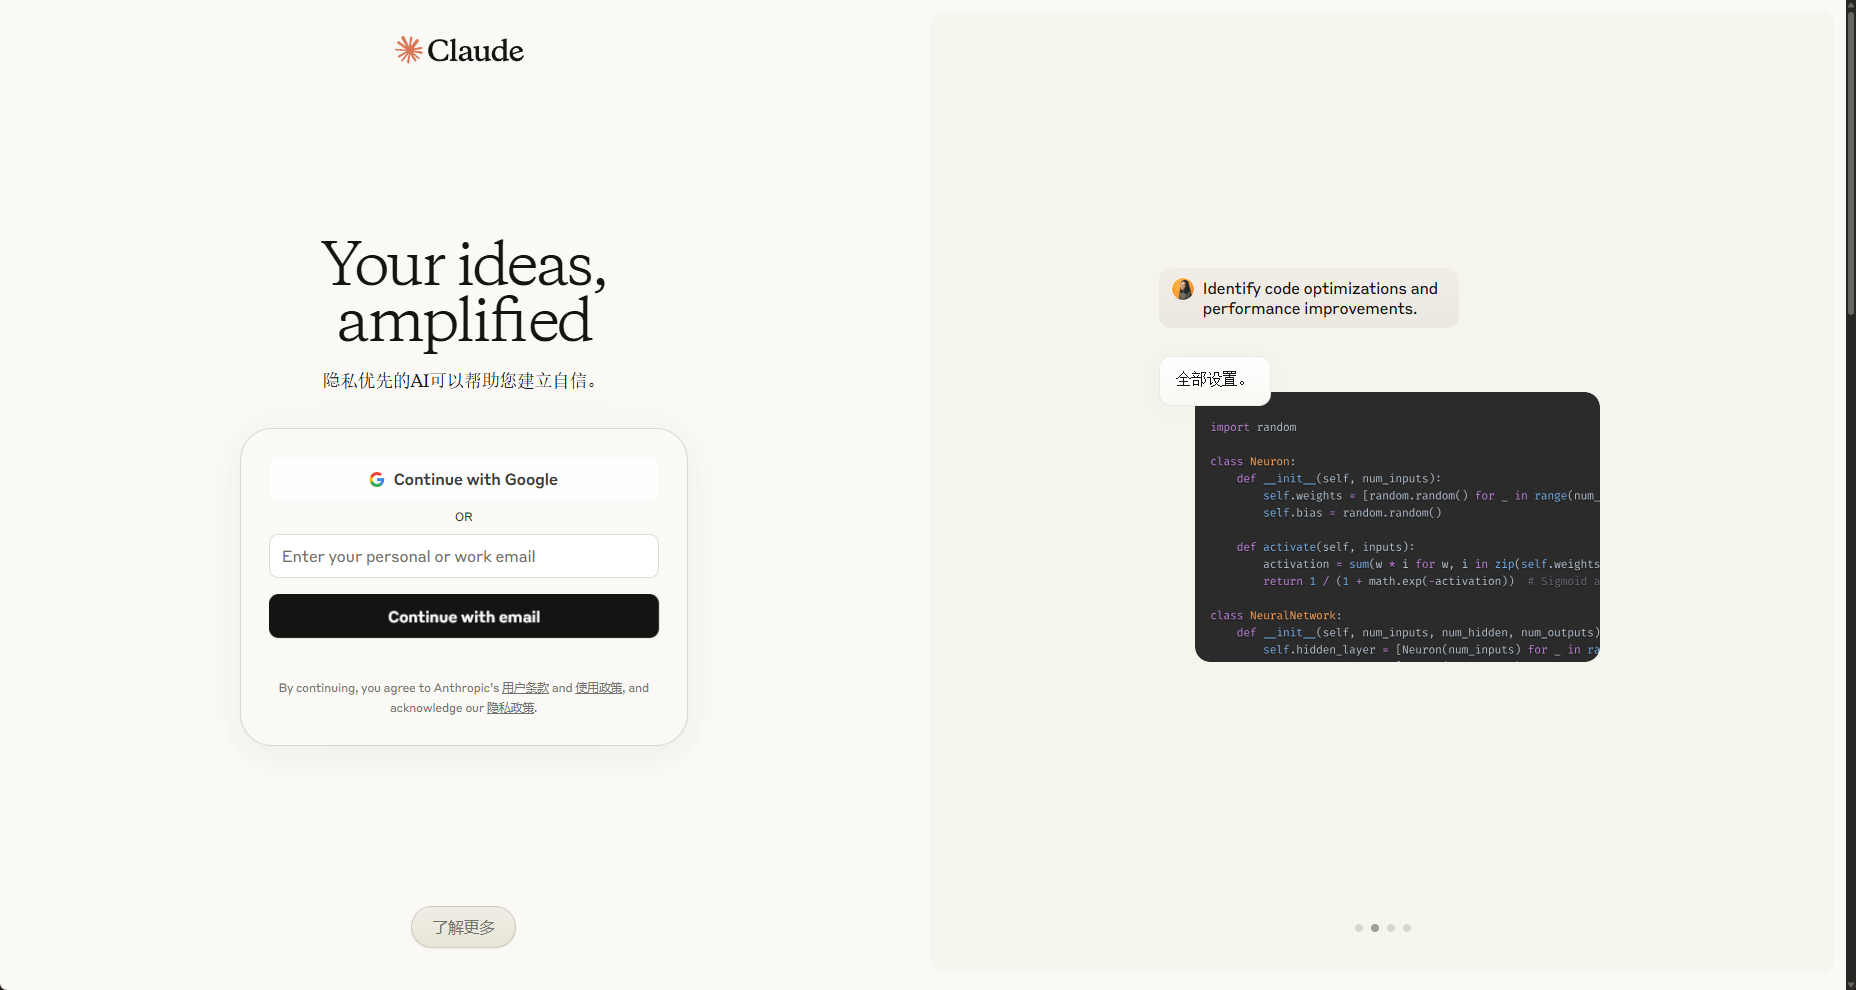 Claude
Your ideas,
amplified
隐私优先的AI可以帮助您建立自信。
Continue with Google
OR
Enter your personal or work email
Continue with email
By continuing, you agree to Anthropic's 用户条款 and 使用政策, and
acknowledge our 隐私政策.
了解更多
Identify code optimizations and
performance improvements.
全部设置。
import random
class Neuron:
def __init__(self, num_inputs):
self.weights = [random.random() for _ in range(num_
self.bias = random.random()
def activate(self, inputs):
activation = sum(w * i for w, i in zip(self.weights
return 1 / (1 + math.exp(-activation))  # Sigmoid a
class NeuralNetwork:
def __init__(self, num_inputs, num_hidden, num_outputs)
self.hidden_layer = [Neuron(num_inputs) for _ in ra